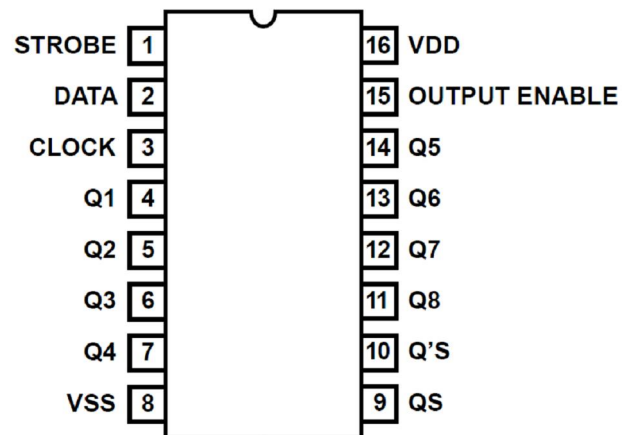 STROBE 1 16 VDD
DATA 2 15 OUTPUT ENABLE
CLOCK 3 14 Q5
Q1 4 13 Q6
Q2 5 12 Q7
Q3 6 11 Q8
Q4 7 10 Q'S
VSS 8 9 QS